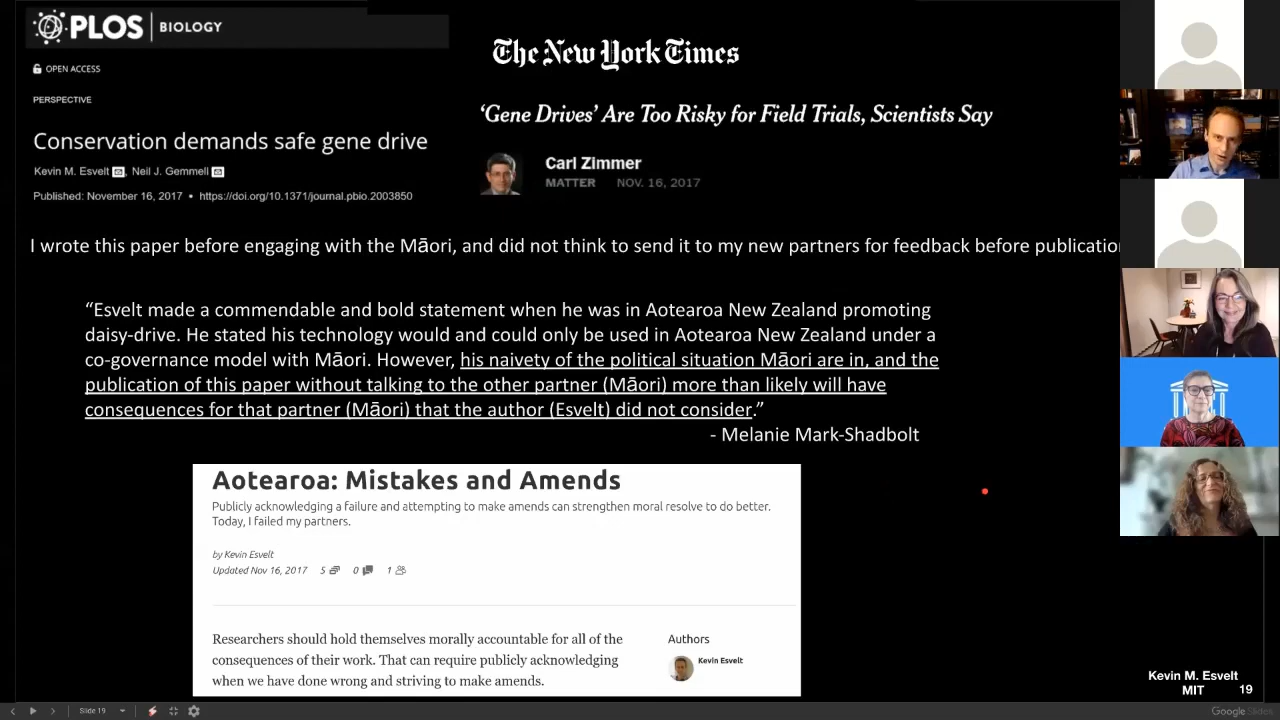 PLOS | BIOLOGY
OPEN ACCESS
PERSPECTIVE
Conservation demands safe gene drive
Kevin M. Esvelt, Neil J. Gemmell
Published: November 16, 2017 • https://doi.org/10.1371/journal.pbio.2003850
The New York Times
‘Gene Drives’ Are Too Risky for Field Trials, Scientists Say
Carl Zimmer
MATTER NOV. 16, 2017
I wrote this paper before engaging with the Māori, and did not think to send it to my new partners for feedback before publication
“Esvelt made a commendable and bold statement when he was in Aotearoa New Zealand promoting
daisy-drive. He stated his technology would and could only be used in Aotearoa New Zealand under a
co-governance model with Māori. However, his naivety of the political situation Māori are in, and the
publication of this paper without talking to the other partner (Māori) more than likely will have
consequences for that partner (Māori) that the author (Esvelt) did not consider.”
- Melanie Mark-Shadbolt
Aotearoa: Mistakes and Amends
Publicly acknowledging a failure and attempting to make amends can strengthen moral resolve to do better.
Today, I failed my partners.
by Kevin Esvelt
Updated Nov 16, 2017 5 0 1
Researchers should hold themselves morally accountable for all of the
consequences of their work. That can require publicly acknowledging
when we have done wrong and striving to make amends.
Authors
Kevin Esvelt
Kevin M. Esvelt
MIT 19
Slide 19
Google Slides